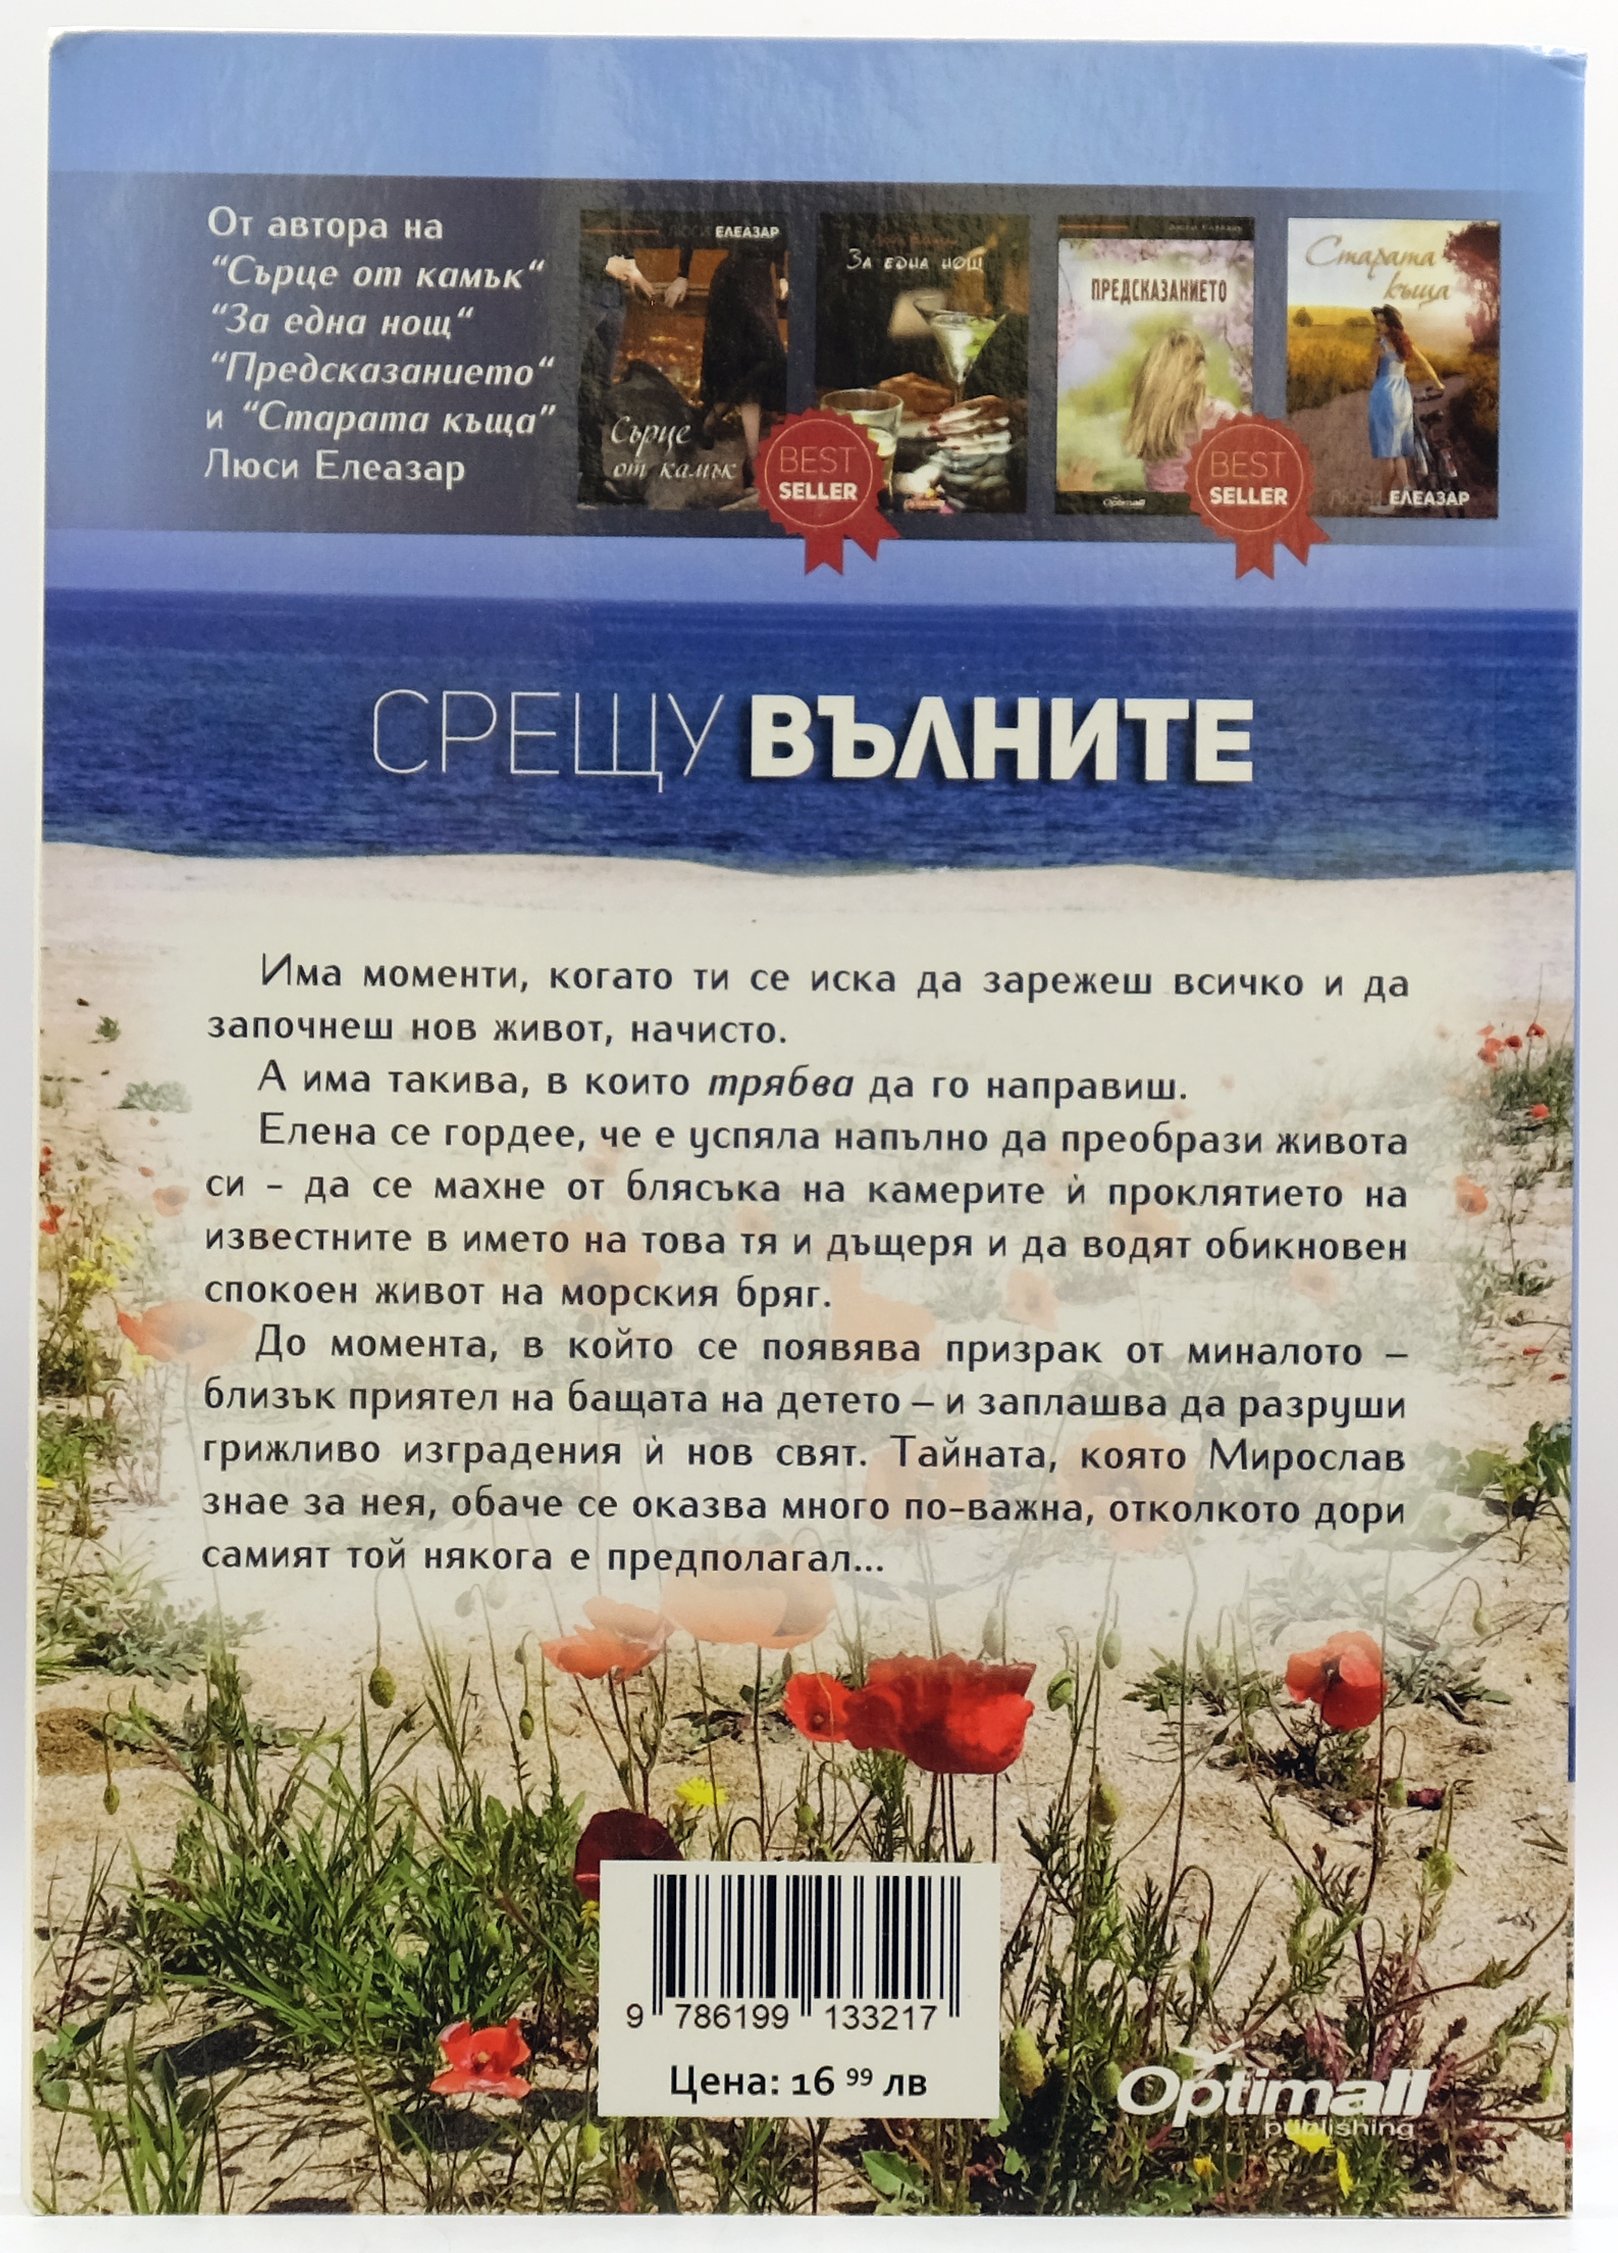 От автора на
“Сърце от камък“
“За една нощ“
“Предсказанието“
и “Старата къща”
Люси Елеазар
ЛЮСИ ЕЛЕАЗАР
Сърце
от камък
BEST
SELLER
За една нощ
ПРЕДСКАЗАНИЕТО
Optimall
BEST
SELLER
Старата
къща
ЛЮСИ ЕЛЕАЗАР
СРЕЩУ ВЪЛНИТЕ
Има моменти, когато ти се иска да зарежеш всичко и да
започнеш нов живот, начисто.
А има такива, в които трябва да го направиш.
Елена се гордее, че е успяла напълно да преобрази живота
си – да се махне от блясъка на камерите ѝ проклятието на
известните в името на това тя и дъщеря и да водят обикновен
спокоен живот на морския бряг.
До момента, в който се появява призрак от миналото –
близък приятел на бащата на детето – и заплашва да разруши
грижливо изградения ѝ нов свят. Тайната, която Мирослав
знае за нея, обаче се оказва много по-важна, отколкото дори
самият той някога е предполагал...
9 786199 133217
Цена: 16 99 лв
Optimall
publishing